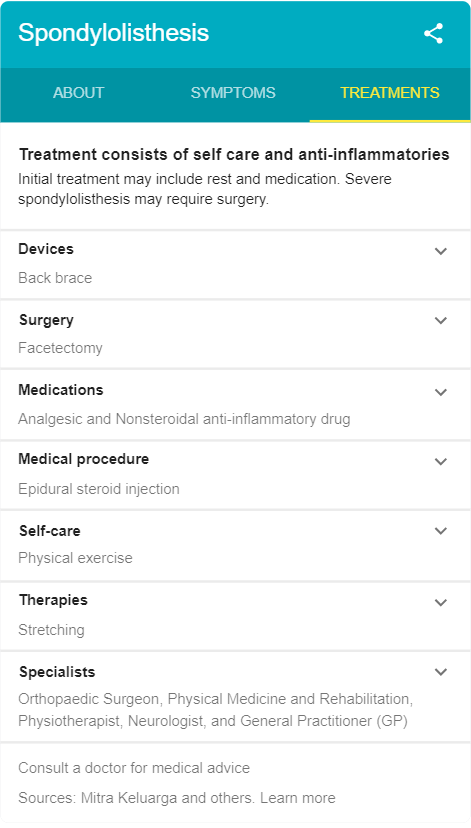 Spondylolisthesis
ABOUT SYMPTOMS TREATMENTS
Treatment consists of self care and anti-inflammatories
Initial treatment may include rest and medication. Severe
spondylolisthesis may require surgery.
Devices
Back brace
Surgery
Facetectomy
Medications
Analgesic and Nonsteroidal anti-inflammatory drug
Medical procedure
Epidural steroid injection
Self-care
Physical exercise
Therapies
Stretching
Specialists
Orthopaedic Surgeon, Physical Medicine and Rehabilitation,
Physiotherapist, Neurologist, and General Practitioner (GP)
Consult a doctor for medical advice
Sources: Mitra Keluarga and others. Learn more